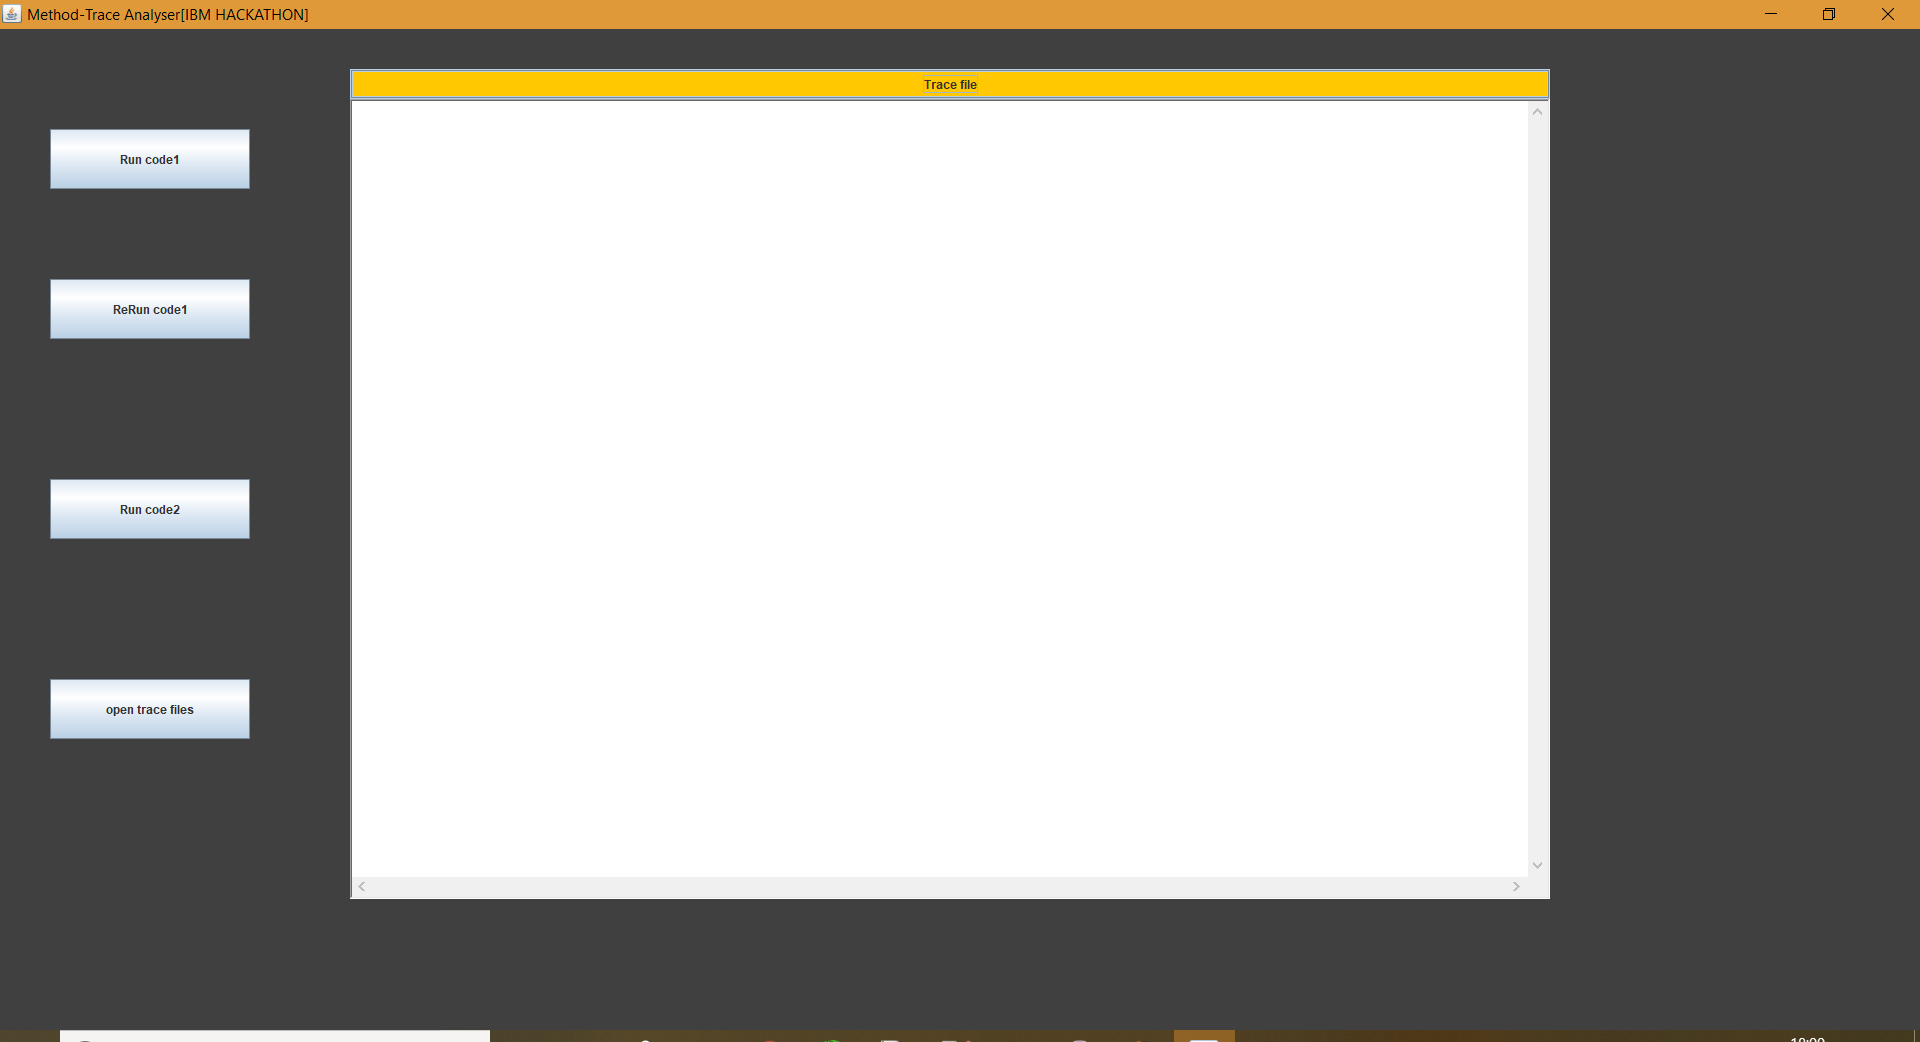 Method-Trace Analyser[IBM HACKATHON]
Trace file
Run code1
ReRun code1
Run code2
open trace files